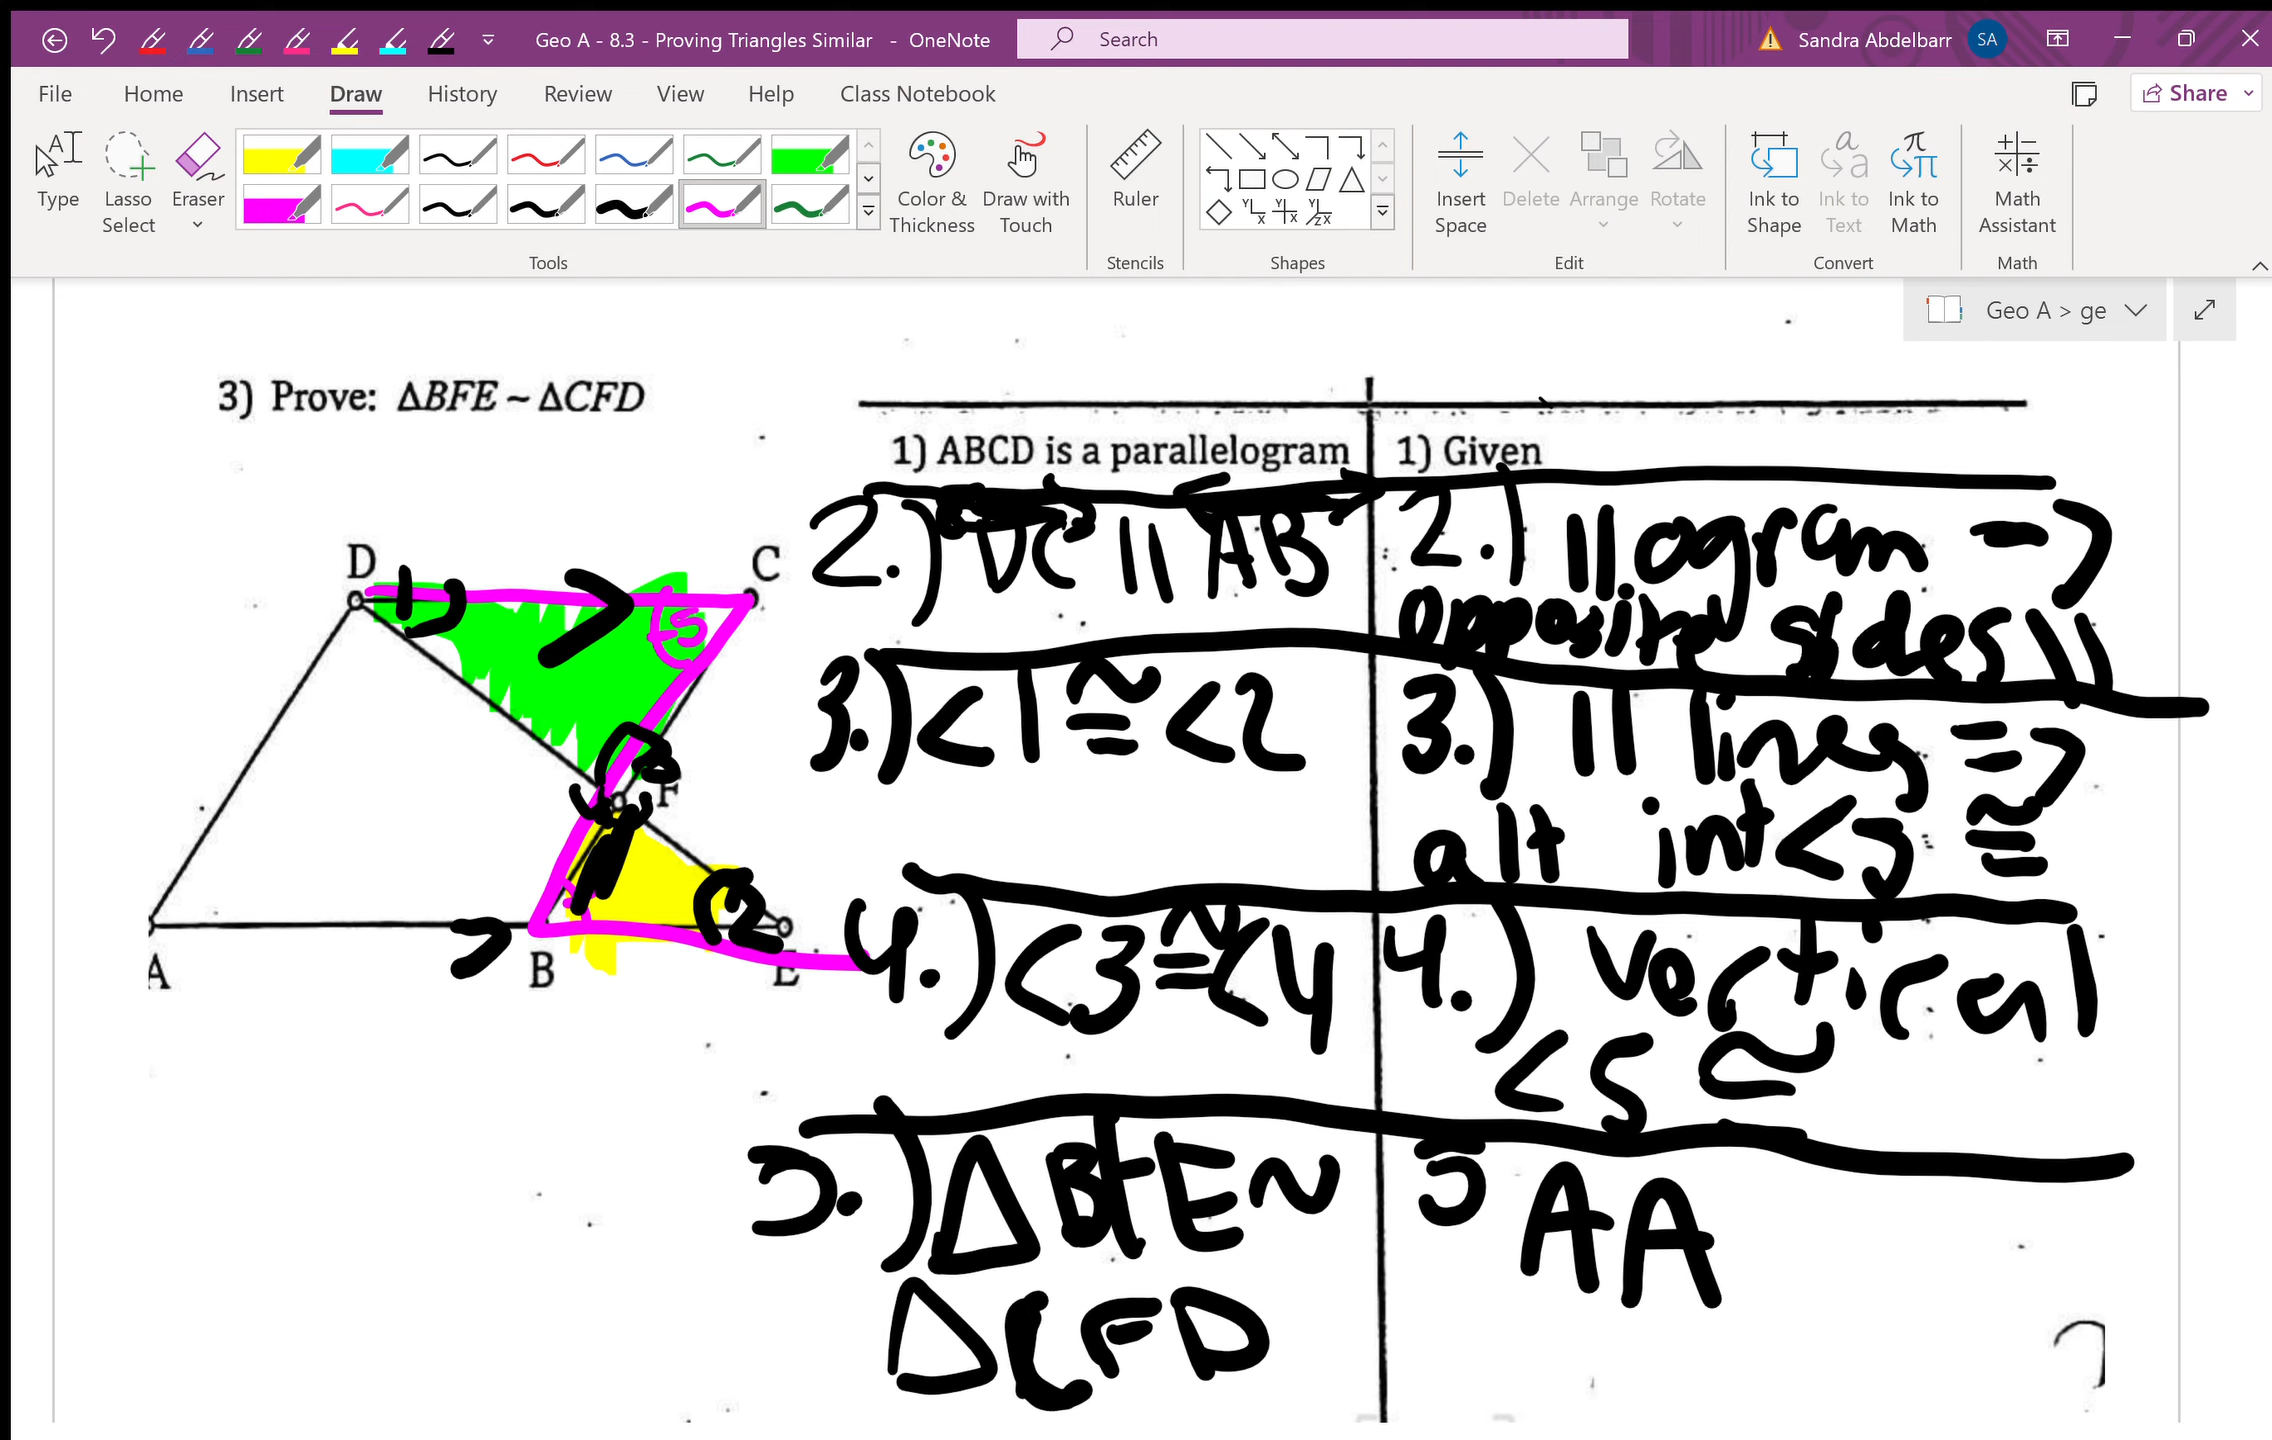 Geo A - 8.3 - Proving Triangles Similar - OneNote
Search
Sandra Abdelbarr
SA
File Home Insert Draw History Review View Help Class Notebook
Share
Type
Lasso Select
Eraser
Color & Thickness
Draw with Touch
Ruler
Insert Space
Delete
Arrange
Rotate
Ink to Shape
Ink to Text
Ink to Math
Math Assistant
Tools
Stencils
Shapes
Edit
Convert
Math
Geo A > ge
3) Prove: ΔBFE ~ ΔCFD
1) ABCD is a parallelogram
1) Given
2.) DC || AB
2.) ||ogram =>
opposite sides ||
3.) <1 ≅ <2
3.) || lines =>
alt int <s ≅
4.) <3 ≅ <4
4.) Vertical
<s ≅
5.) Δ BFE ~
Δ CFD
5 AA
D
C
1
5
3
F
2
A
B
E